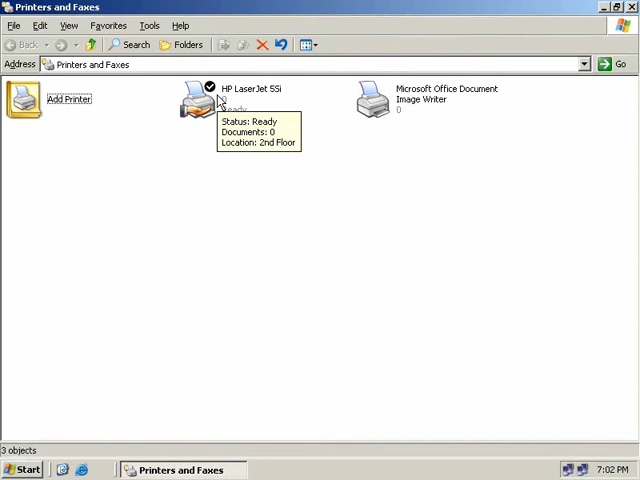 Printers and Faxes
File Edit View Favorites Tools Help
Back Search Folders
Address Printers and Faxes Go
Add Printer
HP LaserJet 5Si
0
Ready
Status: Ready
Documents: 0
Location: 2nd Floor
Microsoft Office Document
Image Writer
0
3 objects
Start Printers and Faxes 7:02 PM